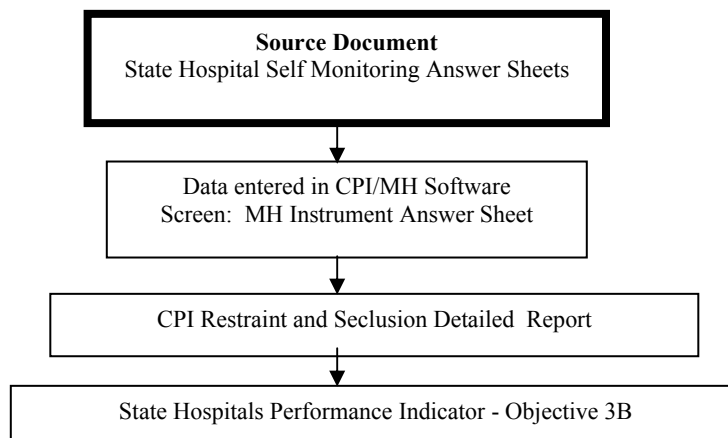 Source Document
State Hospital Self Monitoring Answer Sheets
Data entered in CPI/MH Software
Screen:  MH Instrument Answer Sheet
CPI Restraint and Seclusion Detailed  Report
State Hospitals Performance Indicator - Objective 3B